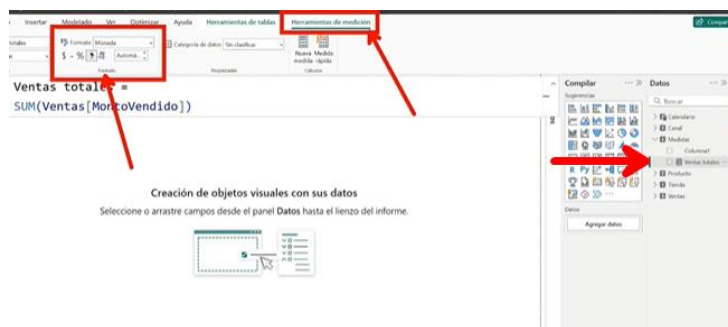 Insertar Modelado Ver Optimizar Ayuda Herramientas de tablas Herramientas de medición
Compartir
Formato Moneda
Categoría de datos Sin clasificar
$ % Automá...
Nueva Medida
medida rápida
Formato
Propiedades
Cálculos
Ventas totales =
SUM(Ventas[MontoVendido])
Creación de objetos visuales con sus datos
Seleccione o arrastre campos desde el panel Datos hasta el lienzo del informe.
Compilar
Sugerencias
R Py
Datos
Agregar datos
Datos
Buscar
Calendario
Canal
Medidas
Columna1
Ventas totales
Producto
Tienda
Ventas